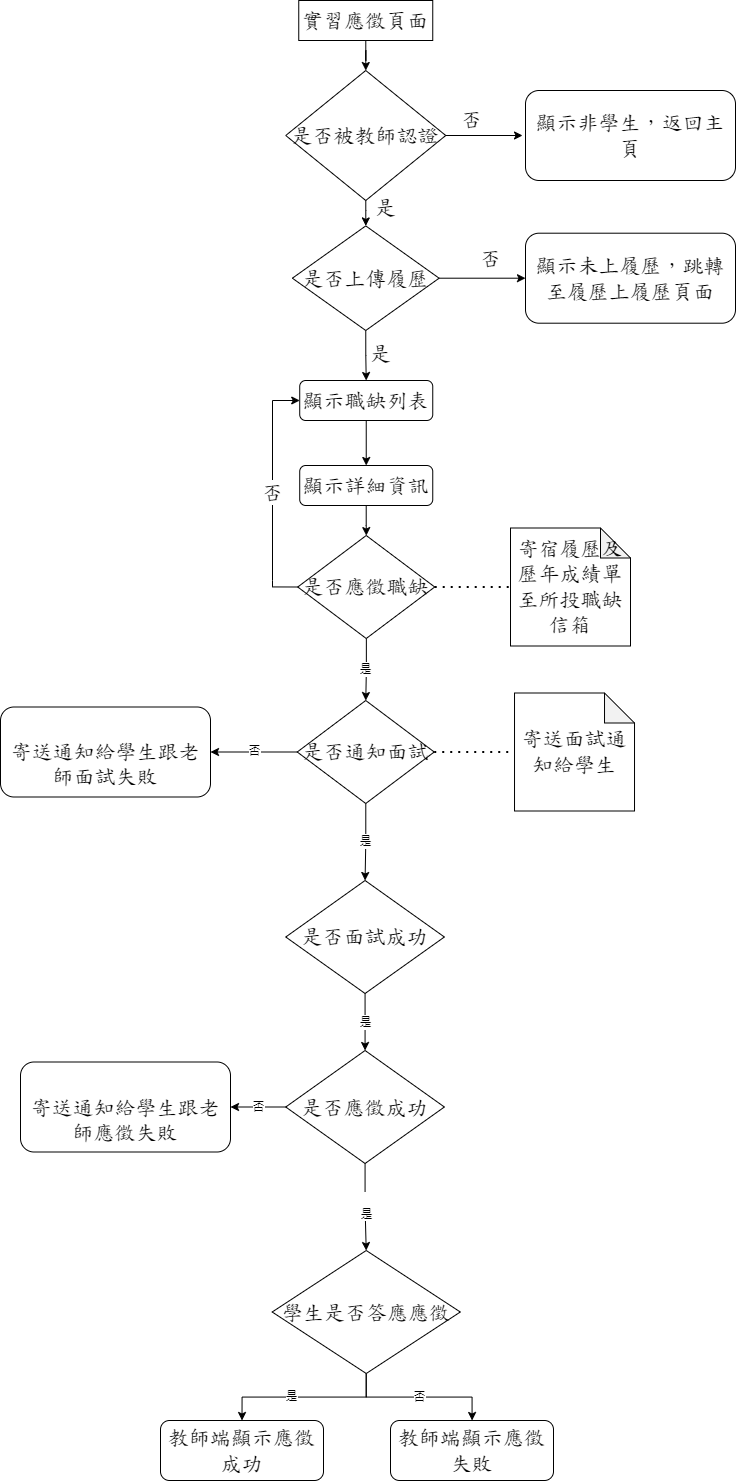 實習應徵頁面
是否被教師認證
否
顯示非學生，返回主
頁
是
是否上傳履歷
否
顯示未上履歷，跳轉
至履歷上履歷頁面
是
顯示職缺列表
顯示詳細資訊
否
是否應徵職缺
寄宿履歷及
歷年成績單
至所投職缺
信箱
是
寄送通知給學生跟老
師面試失敗
否
是否通知面試
寄送面試通
知給學生
是
是否面試成功
是
寄送通知給學生跟老
師應徵失敗
否
是否應徵成功
是
學生是否答應應徵
是
否
教師端顯示應徵
成功
教師端顯示應徵
失敗